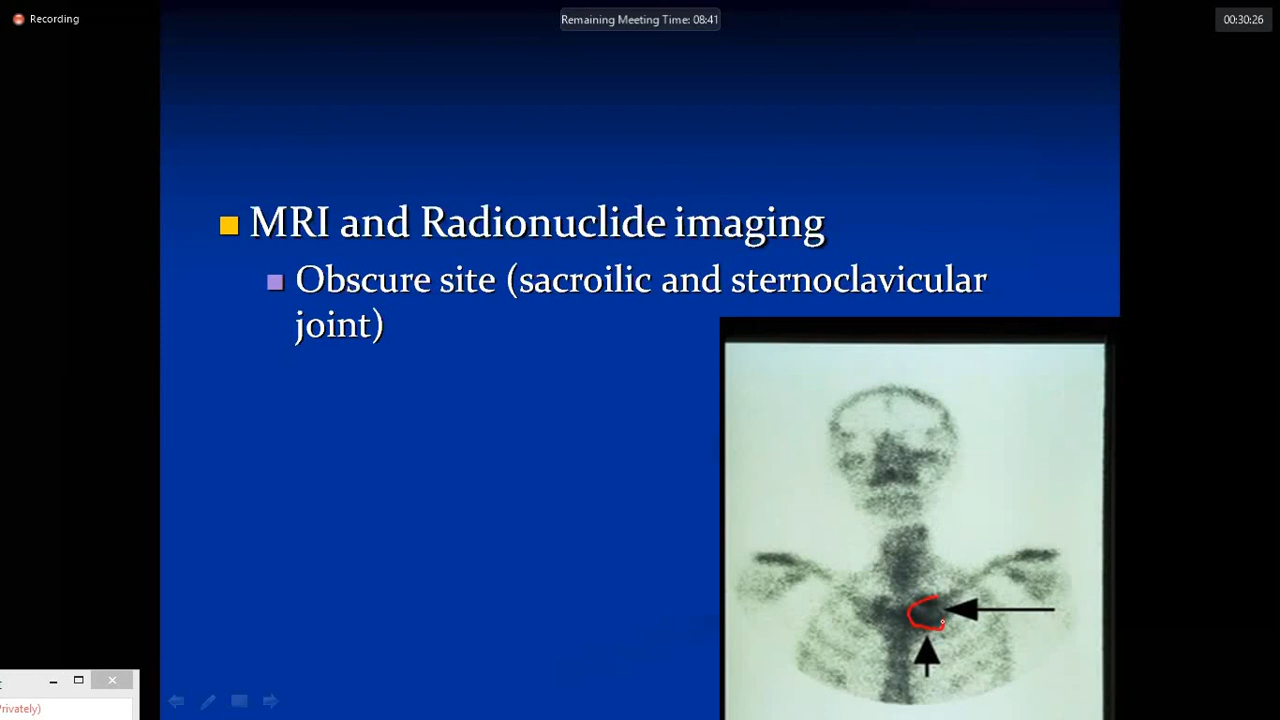 Recording
Remaining Meeting Time: 08:41
00:30:26
MRI and Radionuclide imaging
Obscure site (sacroilic and sternoclavicular
joint)